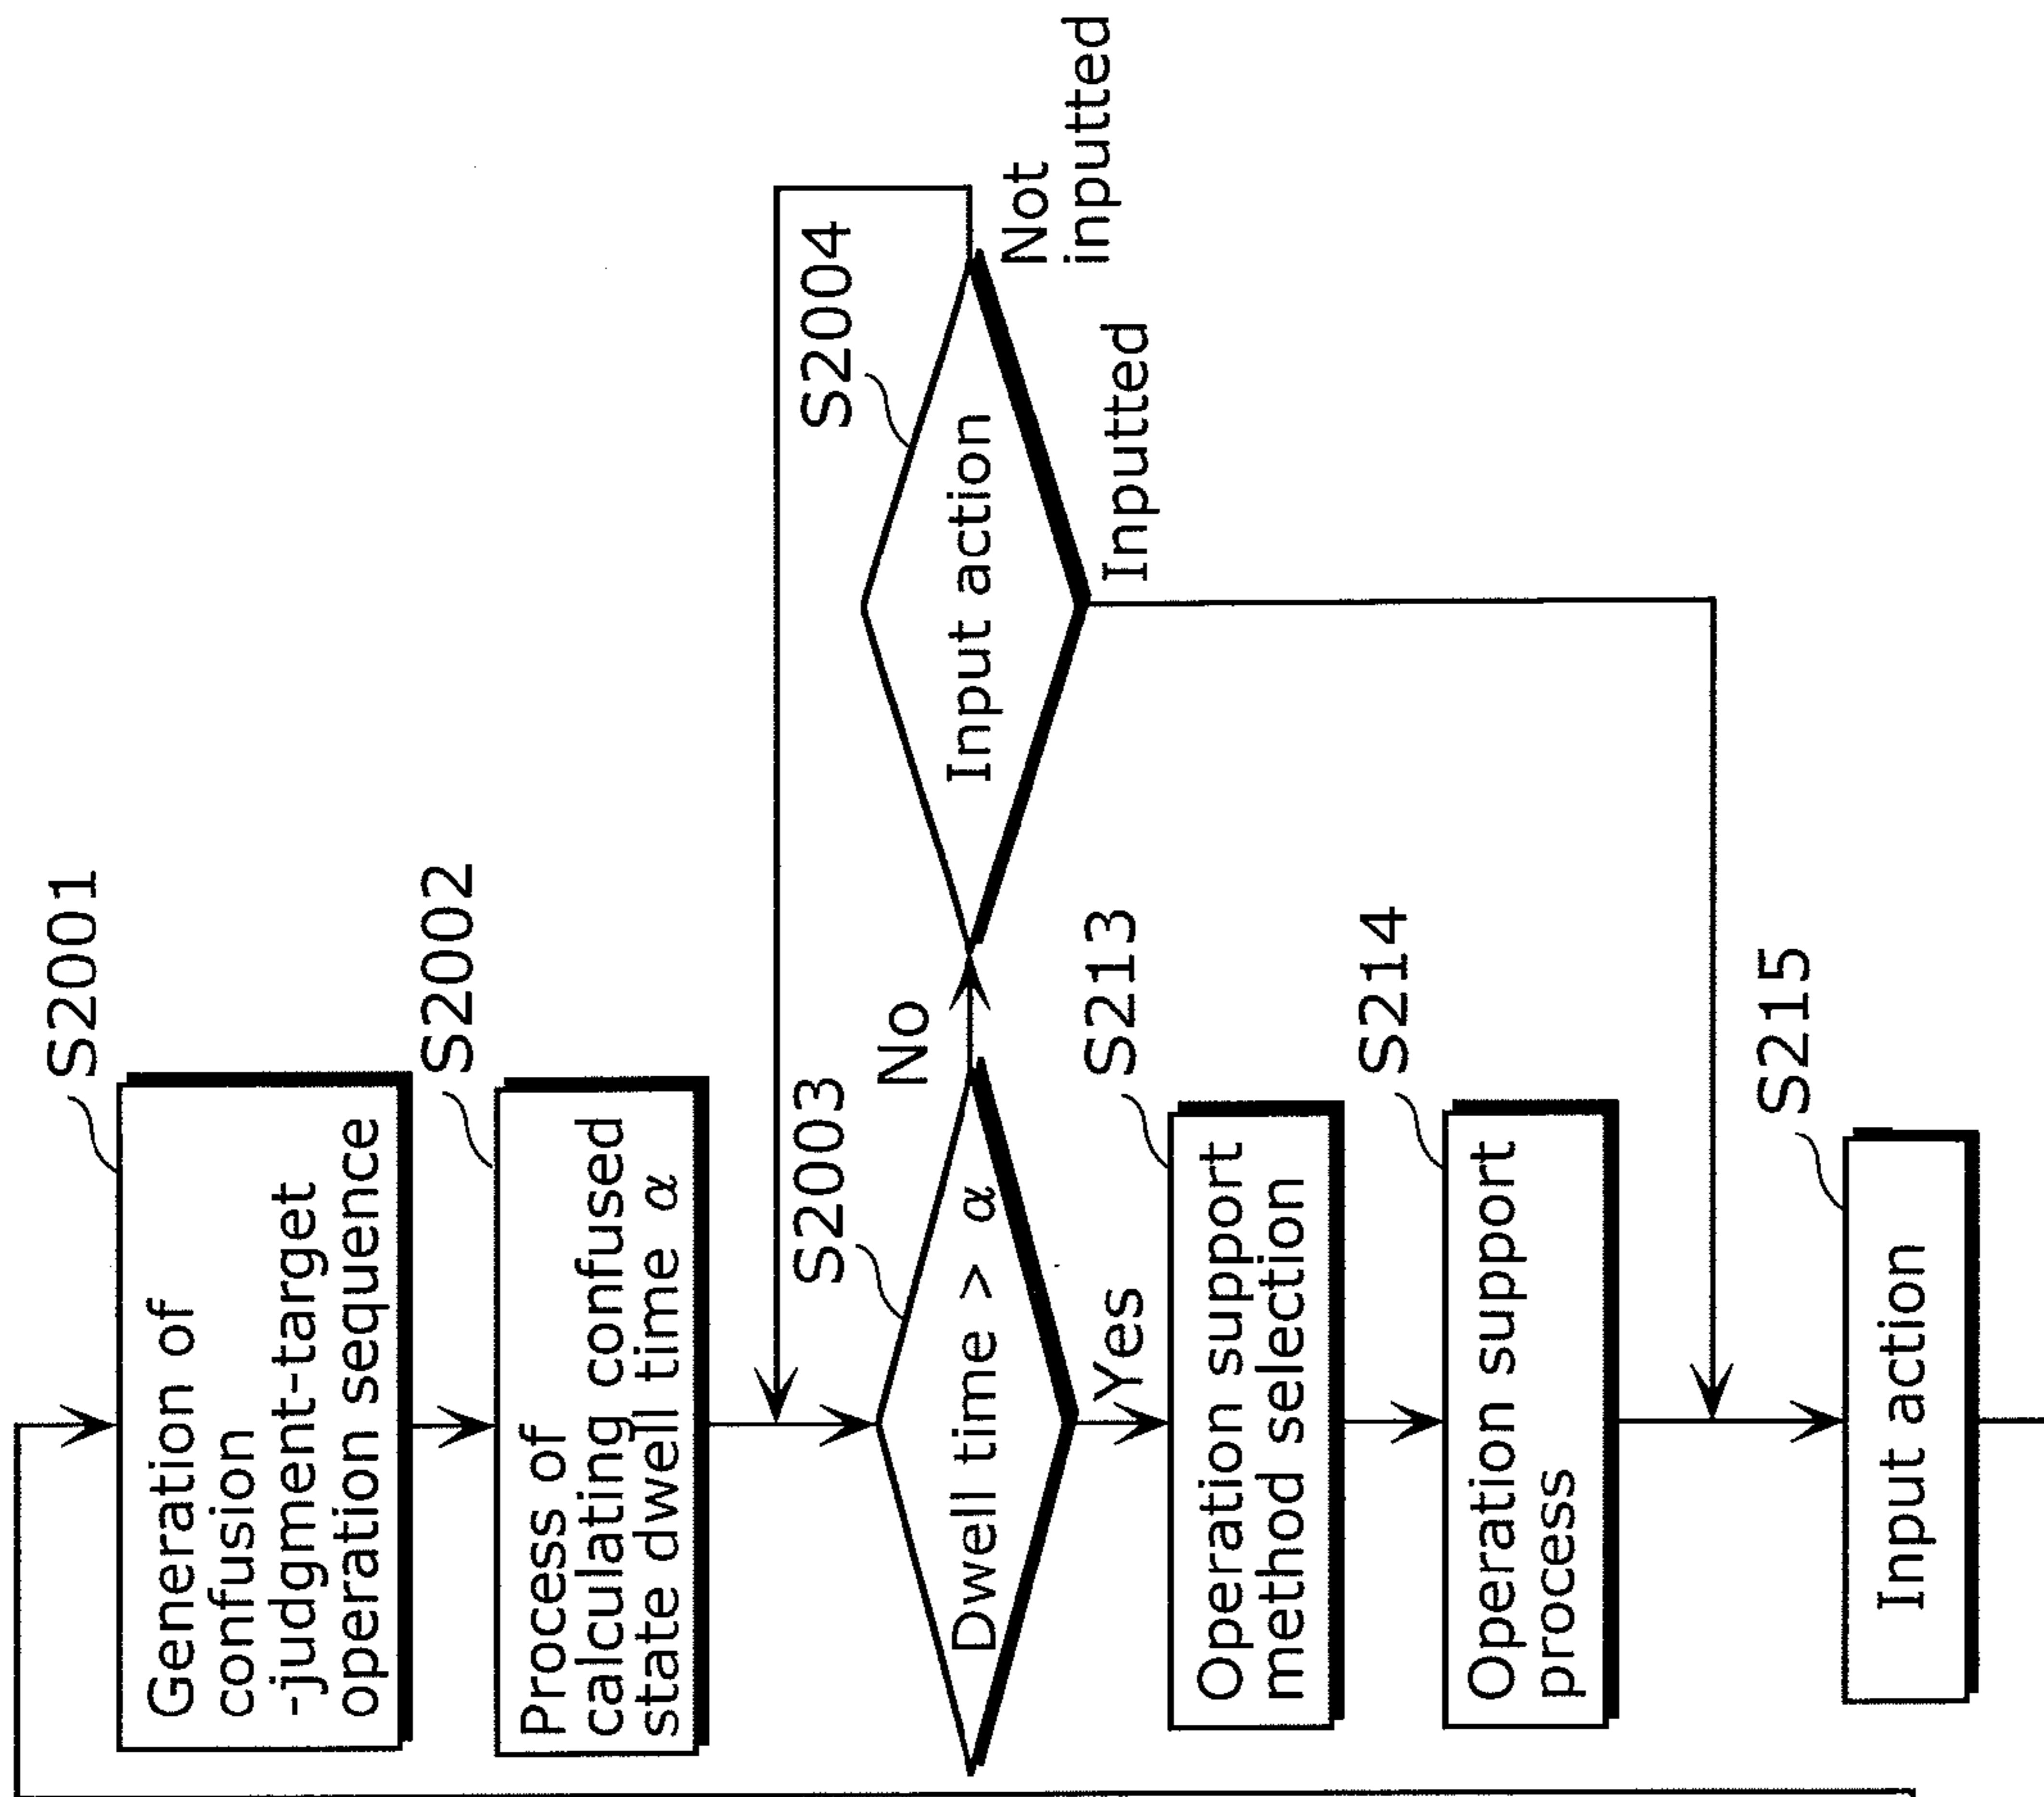 S2001
Generation of
confusion
-judgment-target
operation sequence
S2002
Process of
calculating confused
state dwell time α
S2003
Dwell time > α
No
Yes
S2004
Input action
Not
inputted
Inputted
S213
Operation support
method selection
S214
Operation support
process
S215
Input action